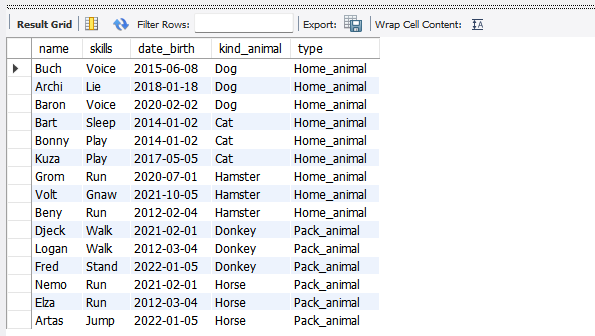 Result Grid Filter Rows: Export: Wrap Cell Content:
name skills date_birth kind_animal type
Buch Voice 2015-06-08 Dog Home_animal
Archi Lie 2018-01-18 Dog Home_animal
Baron Voice 2020-02-02 Dog Home_animal
Bart Sleep 2014-01-02 Cat Home_animal
Bonny Play 2014-01-02 Cat Home_animal
Kuza Play 2017-05-05 Cat Home_animal
Grom Run 2020-07-01 Hamster Home_animal
Volt Gnaw 2021-10-05 Hamster Home_animal
Beny Run 2012-02-04 Hamster Home_animal
Djeck Walk 2021-02-01 Donkey Pack_animal
Logan Walk 2012-03-04 Donkey Pack_animal
Fred Stand 2022-01-05 Donkey Pack_animal
Nemo Run 2021-02-01 Horse Pack_animal
Elza Run 2012-03-04 Horse Pack_animal
Artas Jump 2022-01-05 Horse Pack_animal